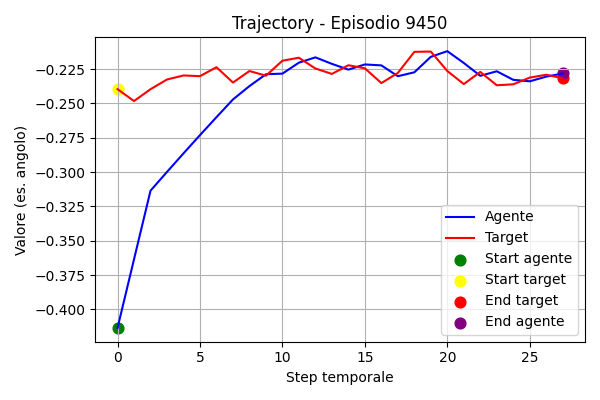 Trajectory - Episodio 9450
Valore (es. angolo)
−0.225
−0.250
−0.275
−0.300
−0.325
−0.350
−0.375
−0.400
0
5
10
15
20
25
Step temporale
Agente
Target
Start agente
Start target
End target
End agente